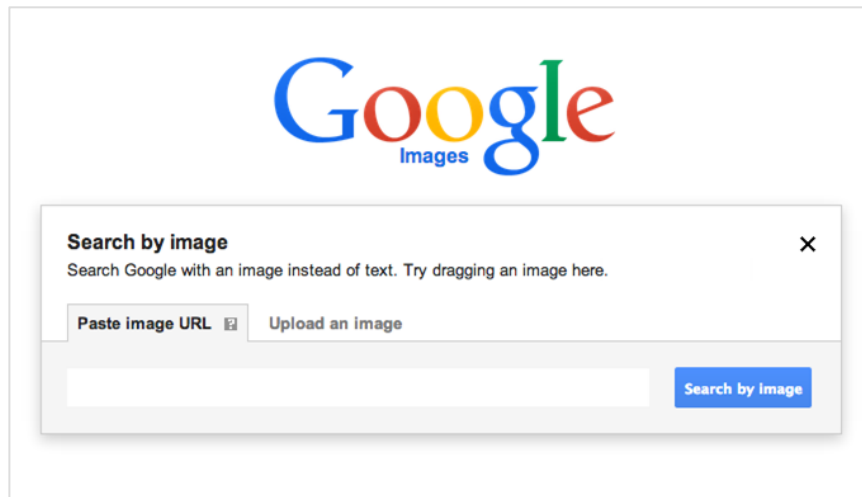 Google
Images
Search by image
Search Google with an image instead of text. Try dragging an image here.
Paste image URL ? Upload an image
Search by image